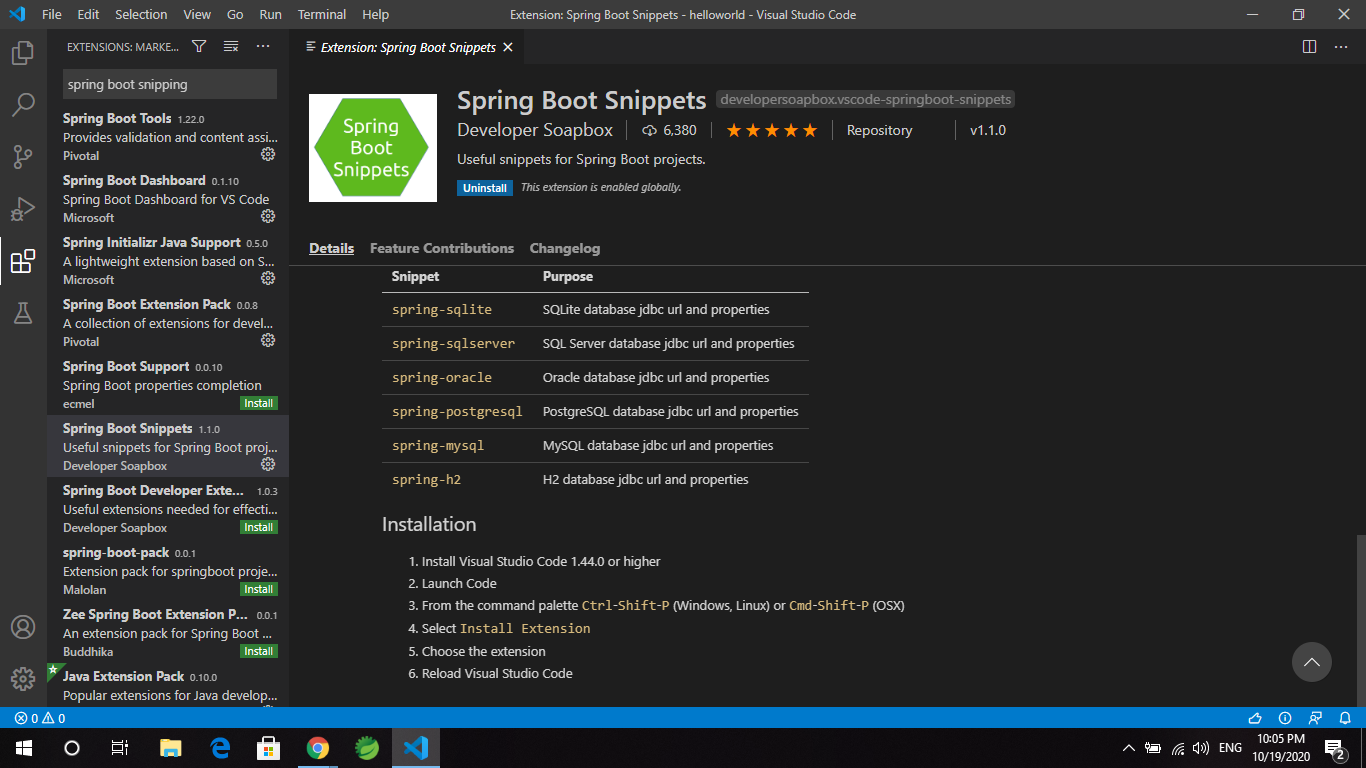 File Edit Selection View Go Run Terminal Help
Extension: Spring Boot Snippets - helloworld - Visual Studio Code
EXTENSIONS: MARKE...
spring boot snipping
Spring Boot Tools 1.22.0
Provides validation and content assi...
Pivotal
Spring Boot Dashboard 0.1.10
Spring Boot Dashboard for VS Code
Microsoft
Spring Initializr Java Support 0.5.0
A lightweight extension based on S...
Microsoft
Spring Boot Extension Pack 0.0.8
A collection of extensions for devel...
Pivotal
Spring Boot Support 0.0.10
Spring Boot properties completion
ecmel Install
Spring Boot Snippets 1.1.0
Useful snippets for Spring Boot proj...
Developer Soapbox
Spring Boot Developer Exte... 1.0.3
Useful extensions needed for effecti...
Developer Soapbox Install
spring-boot-pack 0.0.1
Extension pack for springboot proje...
Malolan Install
Zee Spring Boot Extension P... 0.0.1
An extension pack for Spring Boot ...
Buddhika Install
Java Extension Pack 0.10.0
Popular extensions for Java develop...
Extension: Spring Boot Snippets
Spring
Boot
Snippets
Spring Boot Snippets developersoapbox.vscode-springboot-snippets
Developer Soapbox 6,380 Repository v1.1.0
Useful snippets for Spring Boot projects.
Uninstall This extension is enabled globally.
Details Feature Contributions Changelog
Snippet Purpose
spring-sqlite SQLite database jdbc url and properties
spring-sqlserver SQL Server database jdbc url and properties
spring-oracle Oracle database jdbc url and properties
spring-postgresql PostgreSQL database jdbc url and properties
spring-mysql MySQL database jdbc url and properties
spring-h2 H2 database jdbc url and properties
Installation
1. Install Visual Studio Code 1.44.0 or higher
2. Launch Code
3. From the command palette Ctrl-Shift-P (Windows, Linux) or Cmd-Shift-P (OSX)
4. Select Install Extension
5. Choose the extension
6. Reload Visual Studio Code
0 0
ENG
10:05 PM
10/19/2020
2